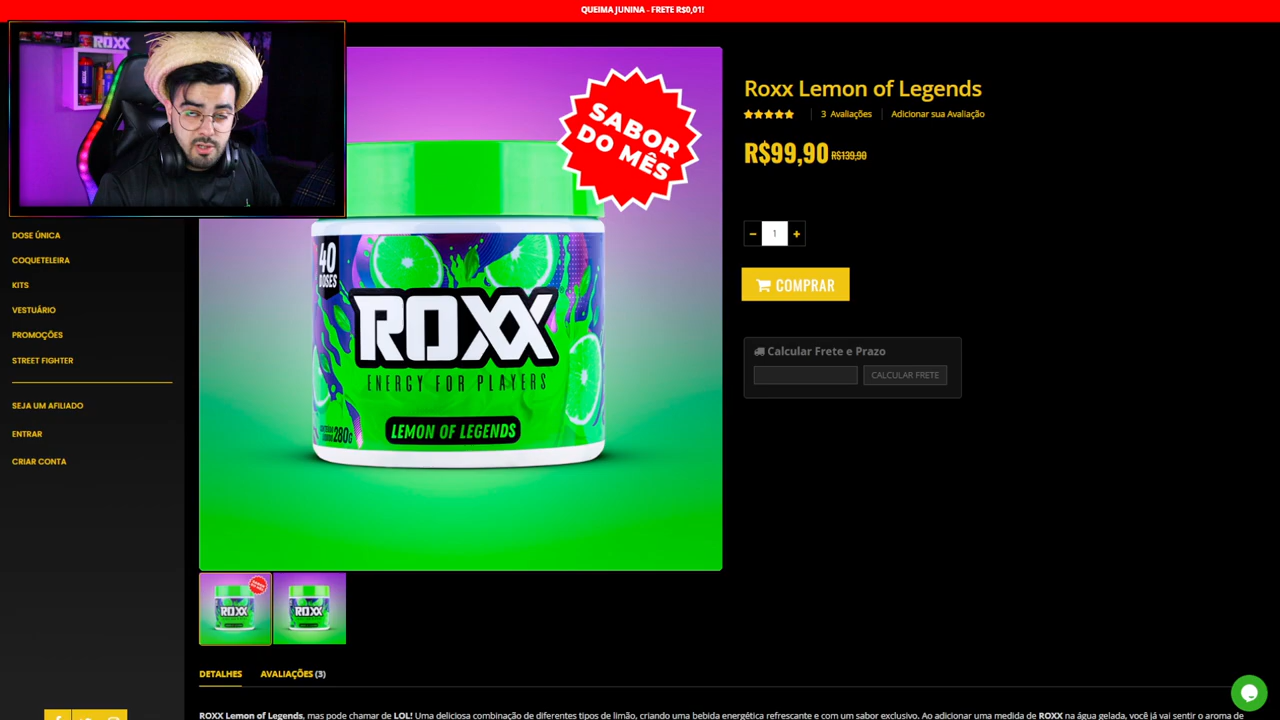 QUEIMA JUNINA - FRETE R$0,01!
ROXX
DOSE ÚNICA
COQUETELEIRA
KITS
VESTUÁRIO
PROMOÇÕES
STREET FIGHTER
SEJA UM AFILIADO
ENTRAR
CRIAR CONTA
SABOR
DO MÊS
40
DOSES
ROXX
ENERGY FOR PLAYERS
280g
LEMON OF LEGENDS
Roxx Lemon of Legends
3 Avaliações
Adicionar sua Avaliação
R$99,90 R$139,90
- 1 +
COMPRAR
Calcular Frete e Prazo
CALCULAR FRETE
ROXX
ROXX
DETALHES
AVALIAÇÕES (3)
ROXX Lemon of Legends, mas pode chamar de LOL! Uma deliciosa combinação de diferentes tipos de limão, criando uma bebida energética refrescante e com um sabor exclusivo. Ao adicionar uma medida de ROXX na água gelada, você já vai sentir o aroma de